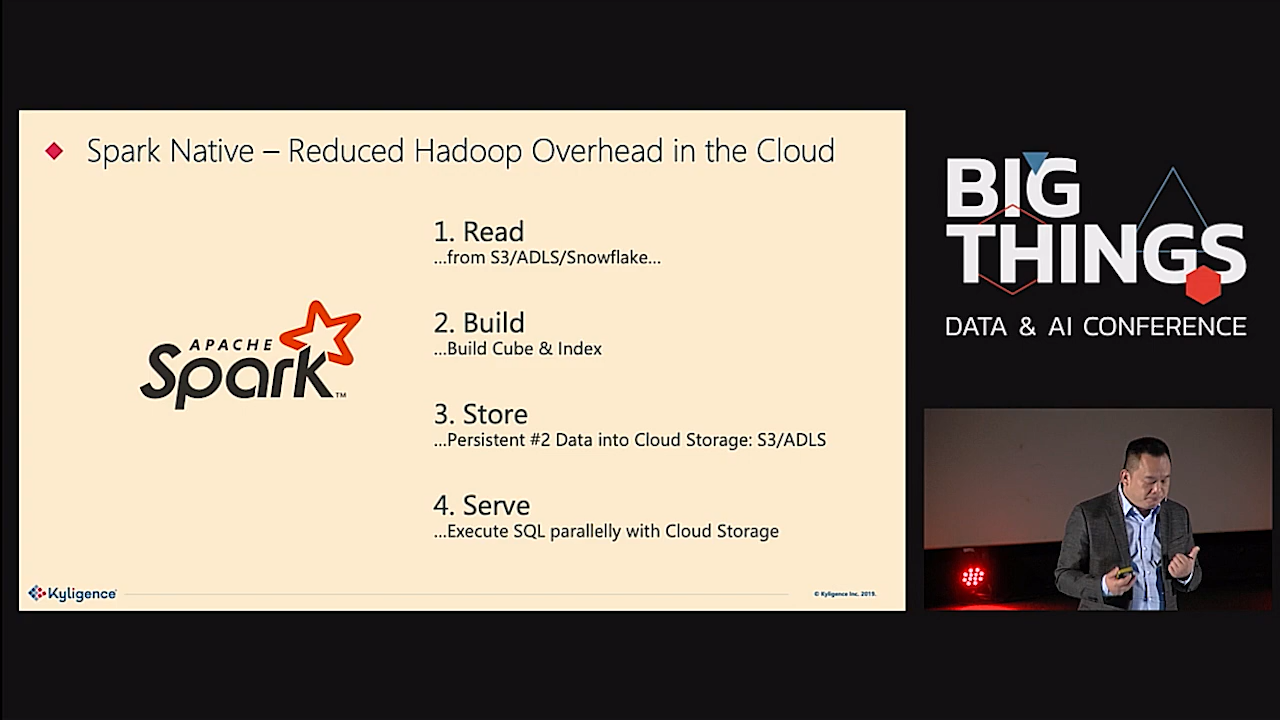 Spark Native – Reduced Hadoop Overhead in the Cloud
APACHE
Spark™
1. Read
...from S3/ADLS/Snowflake...
2. Build
...Build Cube & Index
3. Store
...Persistent #2 Data into Cloud Storage: S3/ADLS
4. Serve
...Execute SQL parallelly with Cloud Storage
Kyligence
© Kyligence Inc. 2019.
BIG
THINGS
DATA & AI CONFERENCE